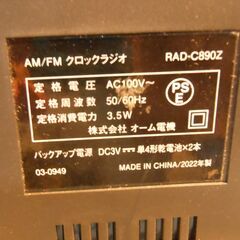 AM/FM クロックラジオ RAD-C890Z
定格電圧 AC100V〜
定格周波数 50/60Hz
定格消費電力 3.5W
PSE
株式会社 オーム電機
バックアップ電源 DC3V⎓ 単4形乾電池×2本
03-0949 MADE IN CHINA/2022年製